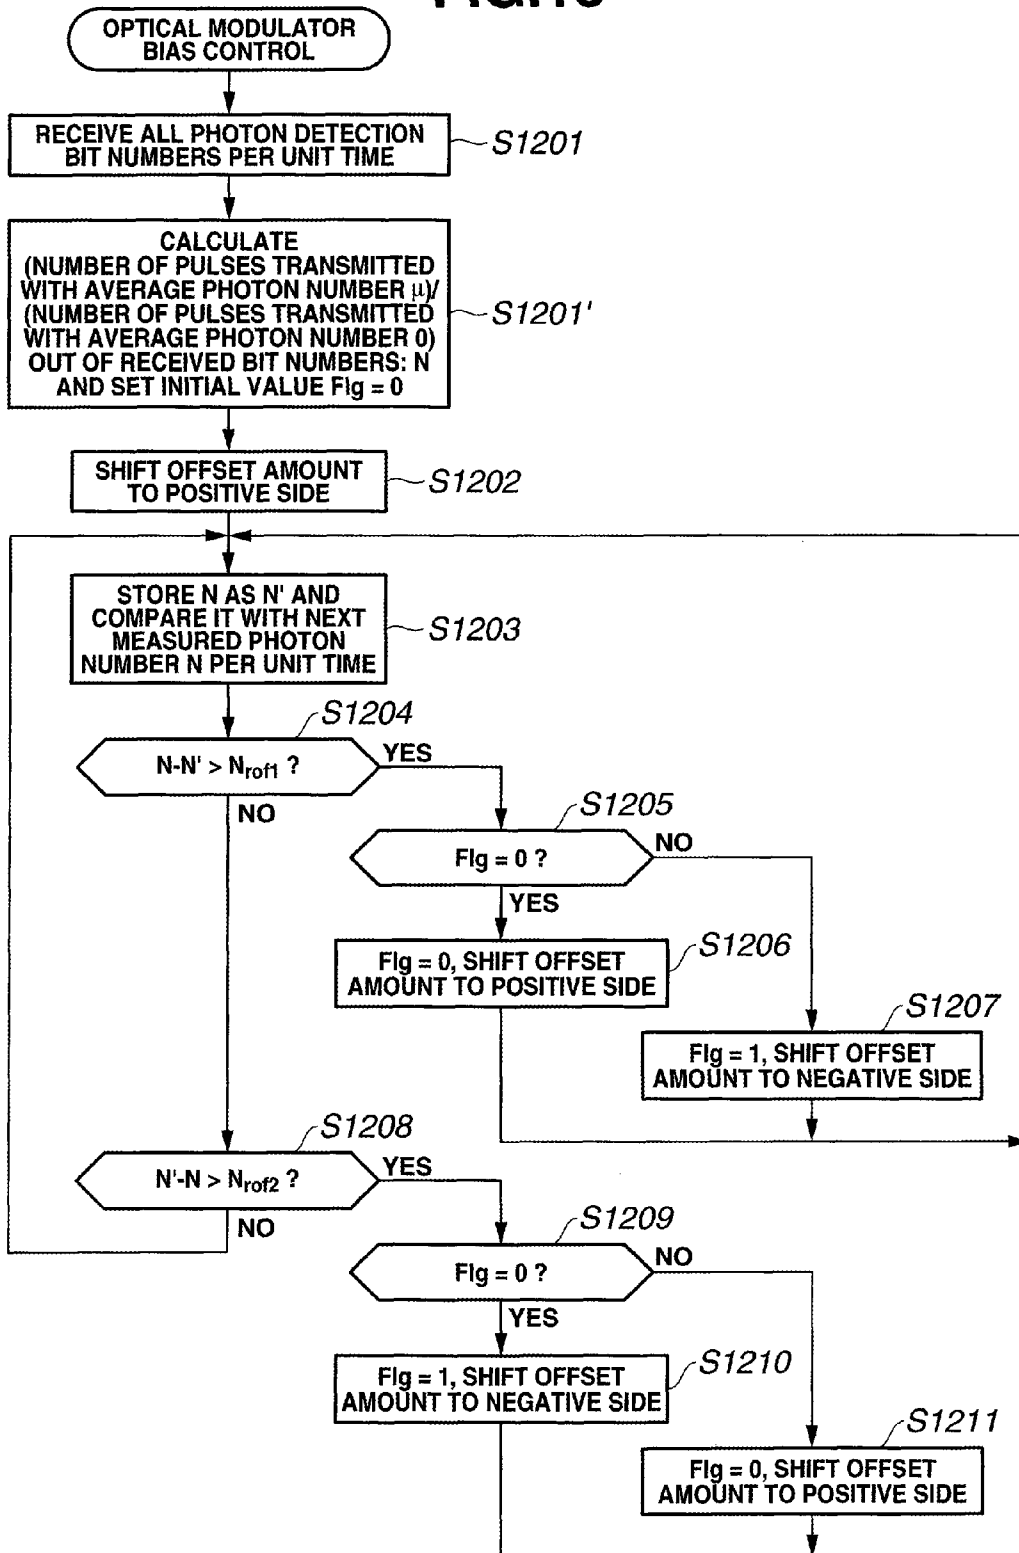 OPTICAL MODULATOR
BIAS CONTROL
RECEIVE ALL PHOTON DETECTION
BIT NUMBERS PER UNIT TIME
S1201
CALCULATE
(NUMBER OF PULSES TRANSMITTED
WITH AVERAGE PHOTON NUMBER μ)/
(NUMBER OF PULSES TRANSMITTED
WITH AVERAGE PHOTON NUMBER 0)
OUT OF RECEIVED BIT NUMBERS: N
AND SET INITIAL VALUE Flg = 0
S1201'
SHIFT OFFSET AMOUNT
TO POSITIVE SIDE
S1202
STORE N AS N' AND
COMPARE IT WITH NEXT
MEASURED PHOTON
NUMBER N PER UNIT TIME
S1203
S1204
N-N' > Nrof1 ?
YES
NO
S1205
Flg = 0 ?
NO
YES
S1206
Flg = 0, SHIFT OFFSET
AMOUNT TO POSITIVE SIDE
S1207
Flg = 1, SHIFT OFFSET
AMOUNT TO NEGATIVE SIDE
S1208
N'-N > Nrof2 ?
YES
NO
S1209
Flg = 0 ?
NO
YES
S1210
Flg = 1, SHIFT OFFSET
AMOUNT TO NEGATIVE SIDE
S1211
Flg = 0, SHIFT OFFSET
AMOUNT TO POSITIVE SIDE